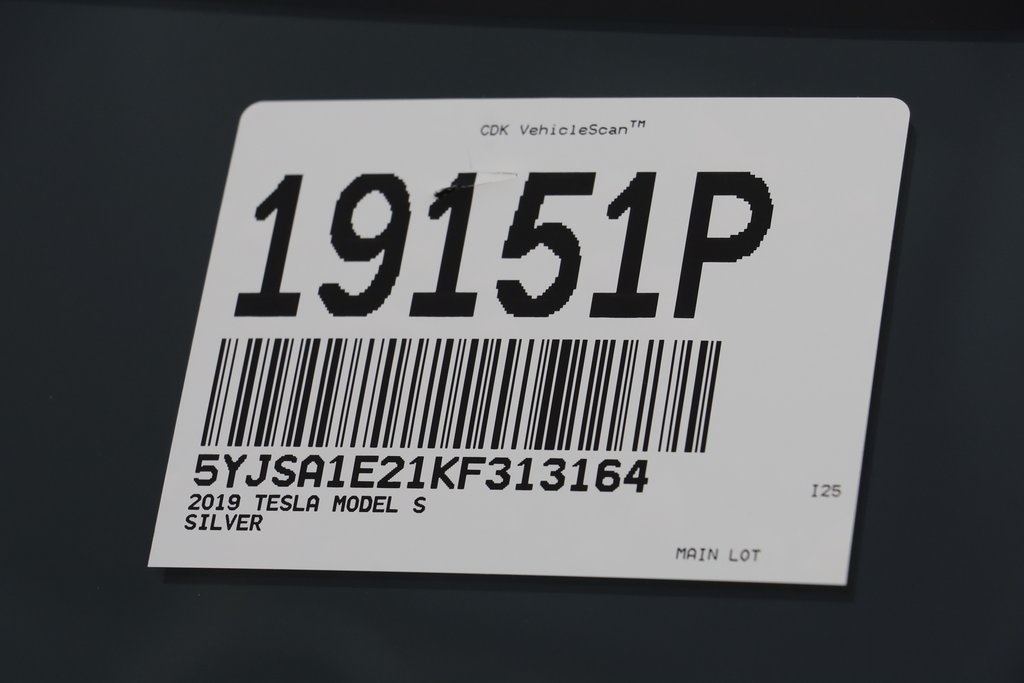 CDK VehicleScan™
19151P
5YJSA1E21KF313164
2019 TESLA MODEL S
SILVER
I25
MAIN LOT